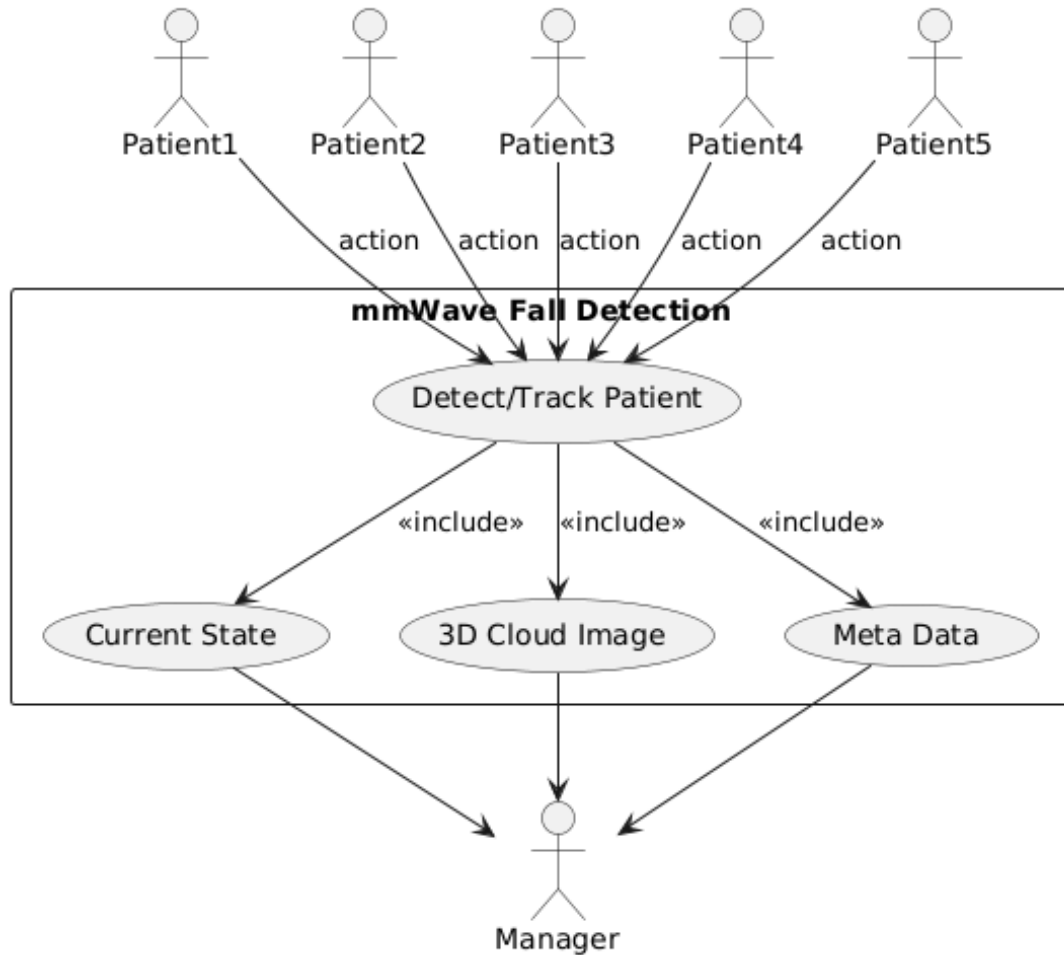 Patient1
Patient2
Patient3
Patient4
Patient5
action
action
action
action
action
mmWave Fall Detection
Detect/Track Patient
«include»
«include»
«include»
Current State
3D Cloud Image
Meta Data
Manager